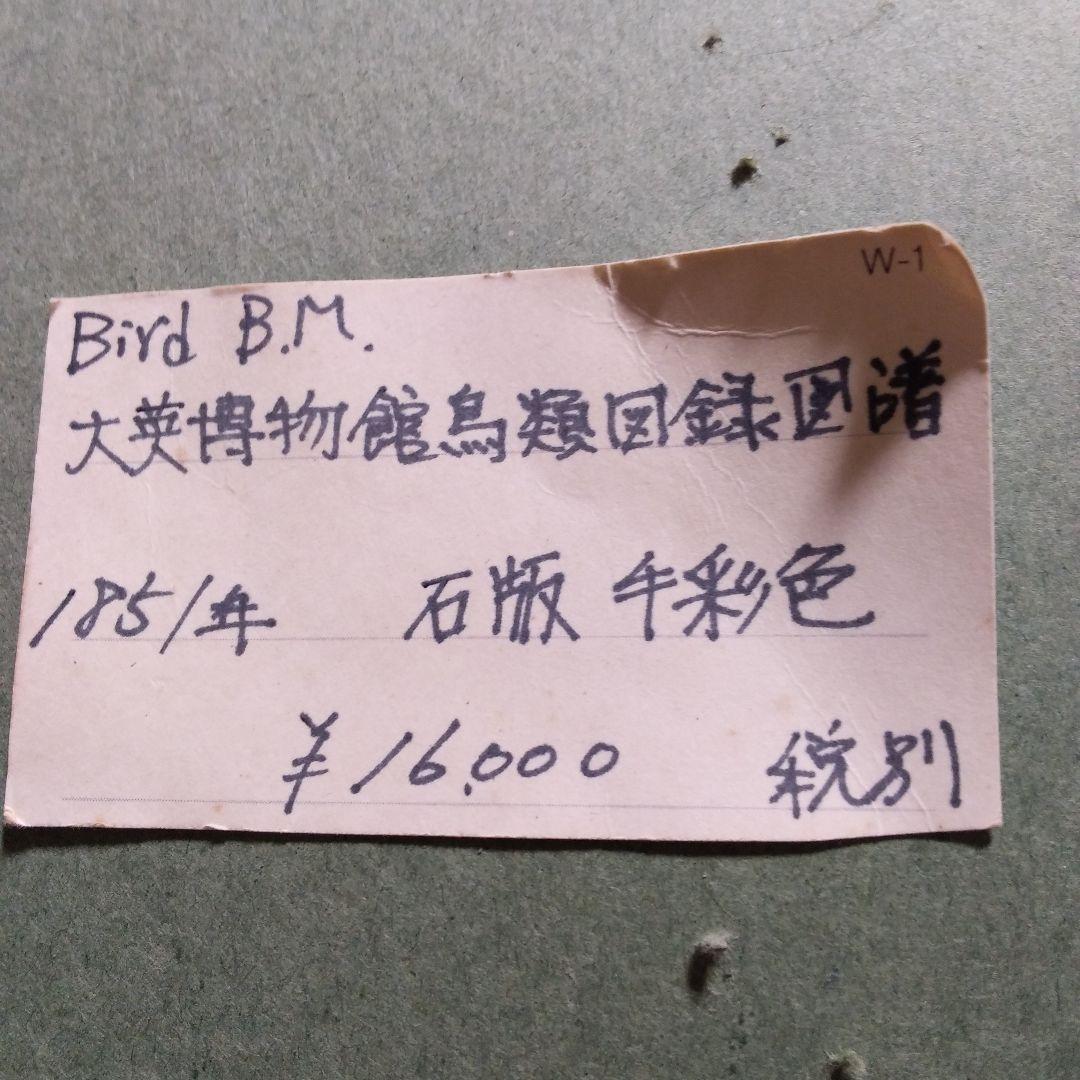 W-1
Bird B.M.
大英博物館鳥類図録図譜
1851年 石版 手彩色
¥16,000 税別